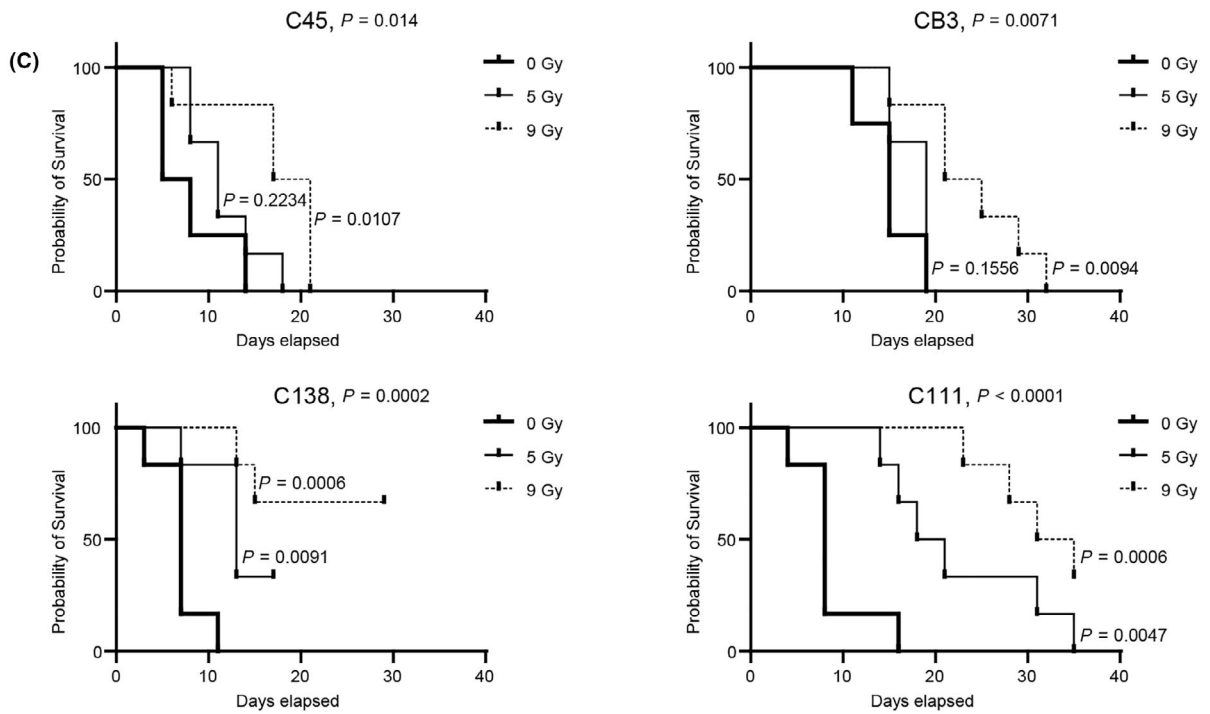 (C)
C45, P = 0.014
Probability of Survival
100
50
0
0 10 20 30 40
Days elapsed
0 Gy
5 Gy
9 Gy
P = 0.2234
P = 0.0107
CB3, P = 0.0071
Probability of Survival
100
50
0
0 10 20 30 40
Days elapsed
0 Gy
5 Gy
9 Gy
P = 0.1556
P = 0.0094
C138, P = 0.0002
Probability of Survival
100
50
0
0 10 20 30 40
Days elapsed
0 Gy
5 Gy
9 Gy
P = 0.0006
P = 0.0091
C111, P < 0.0001
Probability of Survival
100
50
0
0 10 20 30 40
Days elapsed
0 Gy
5 Gy
9 Gy
P = 0.0006
P = 0.0047